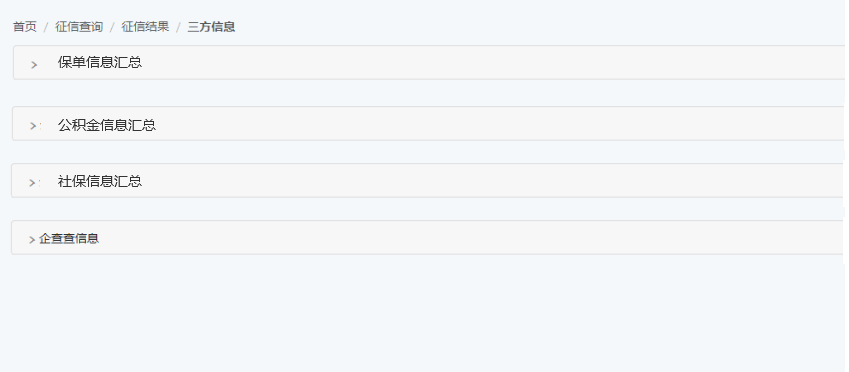 首页 / 征信查询 / 征信结果 / 三方信息
保单信息汇总
公积金信息汇总
社保信息汇总
企查查信息